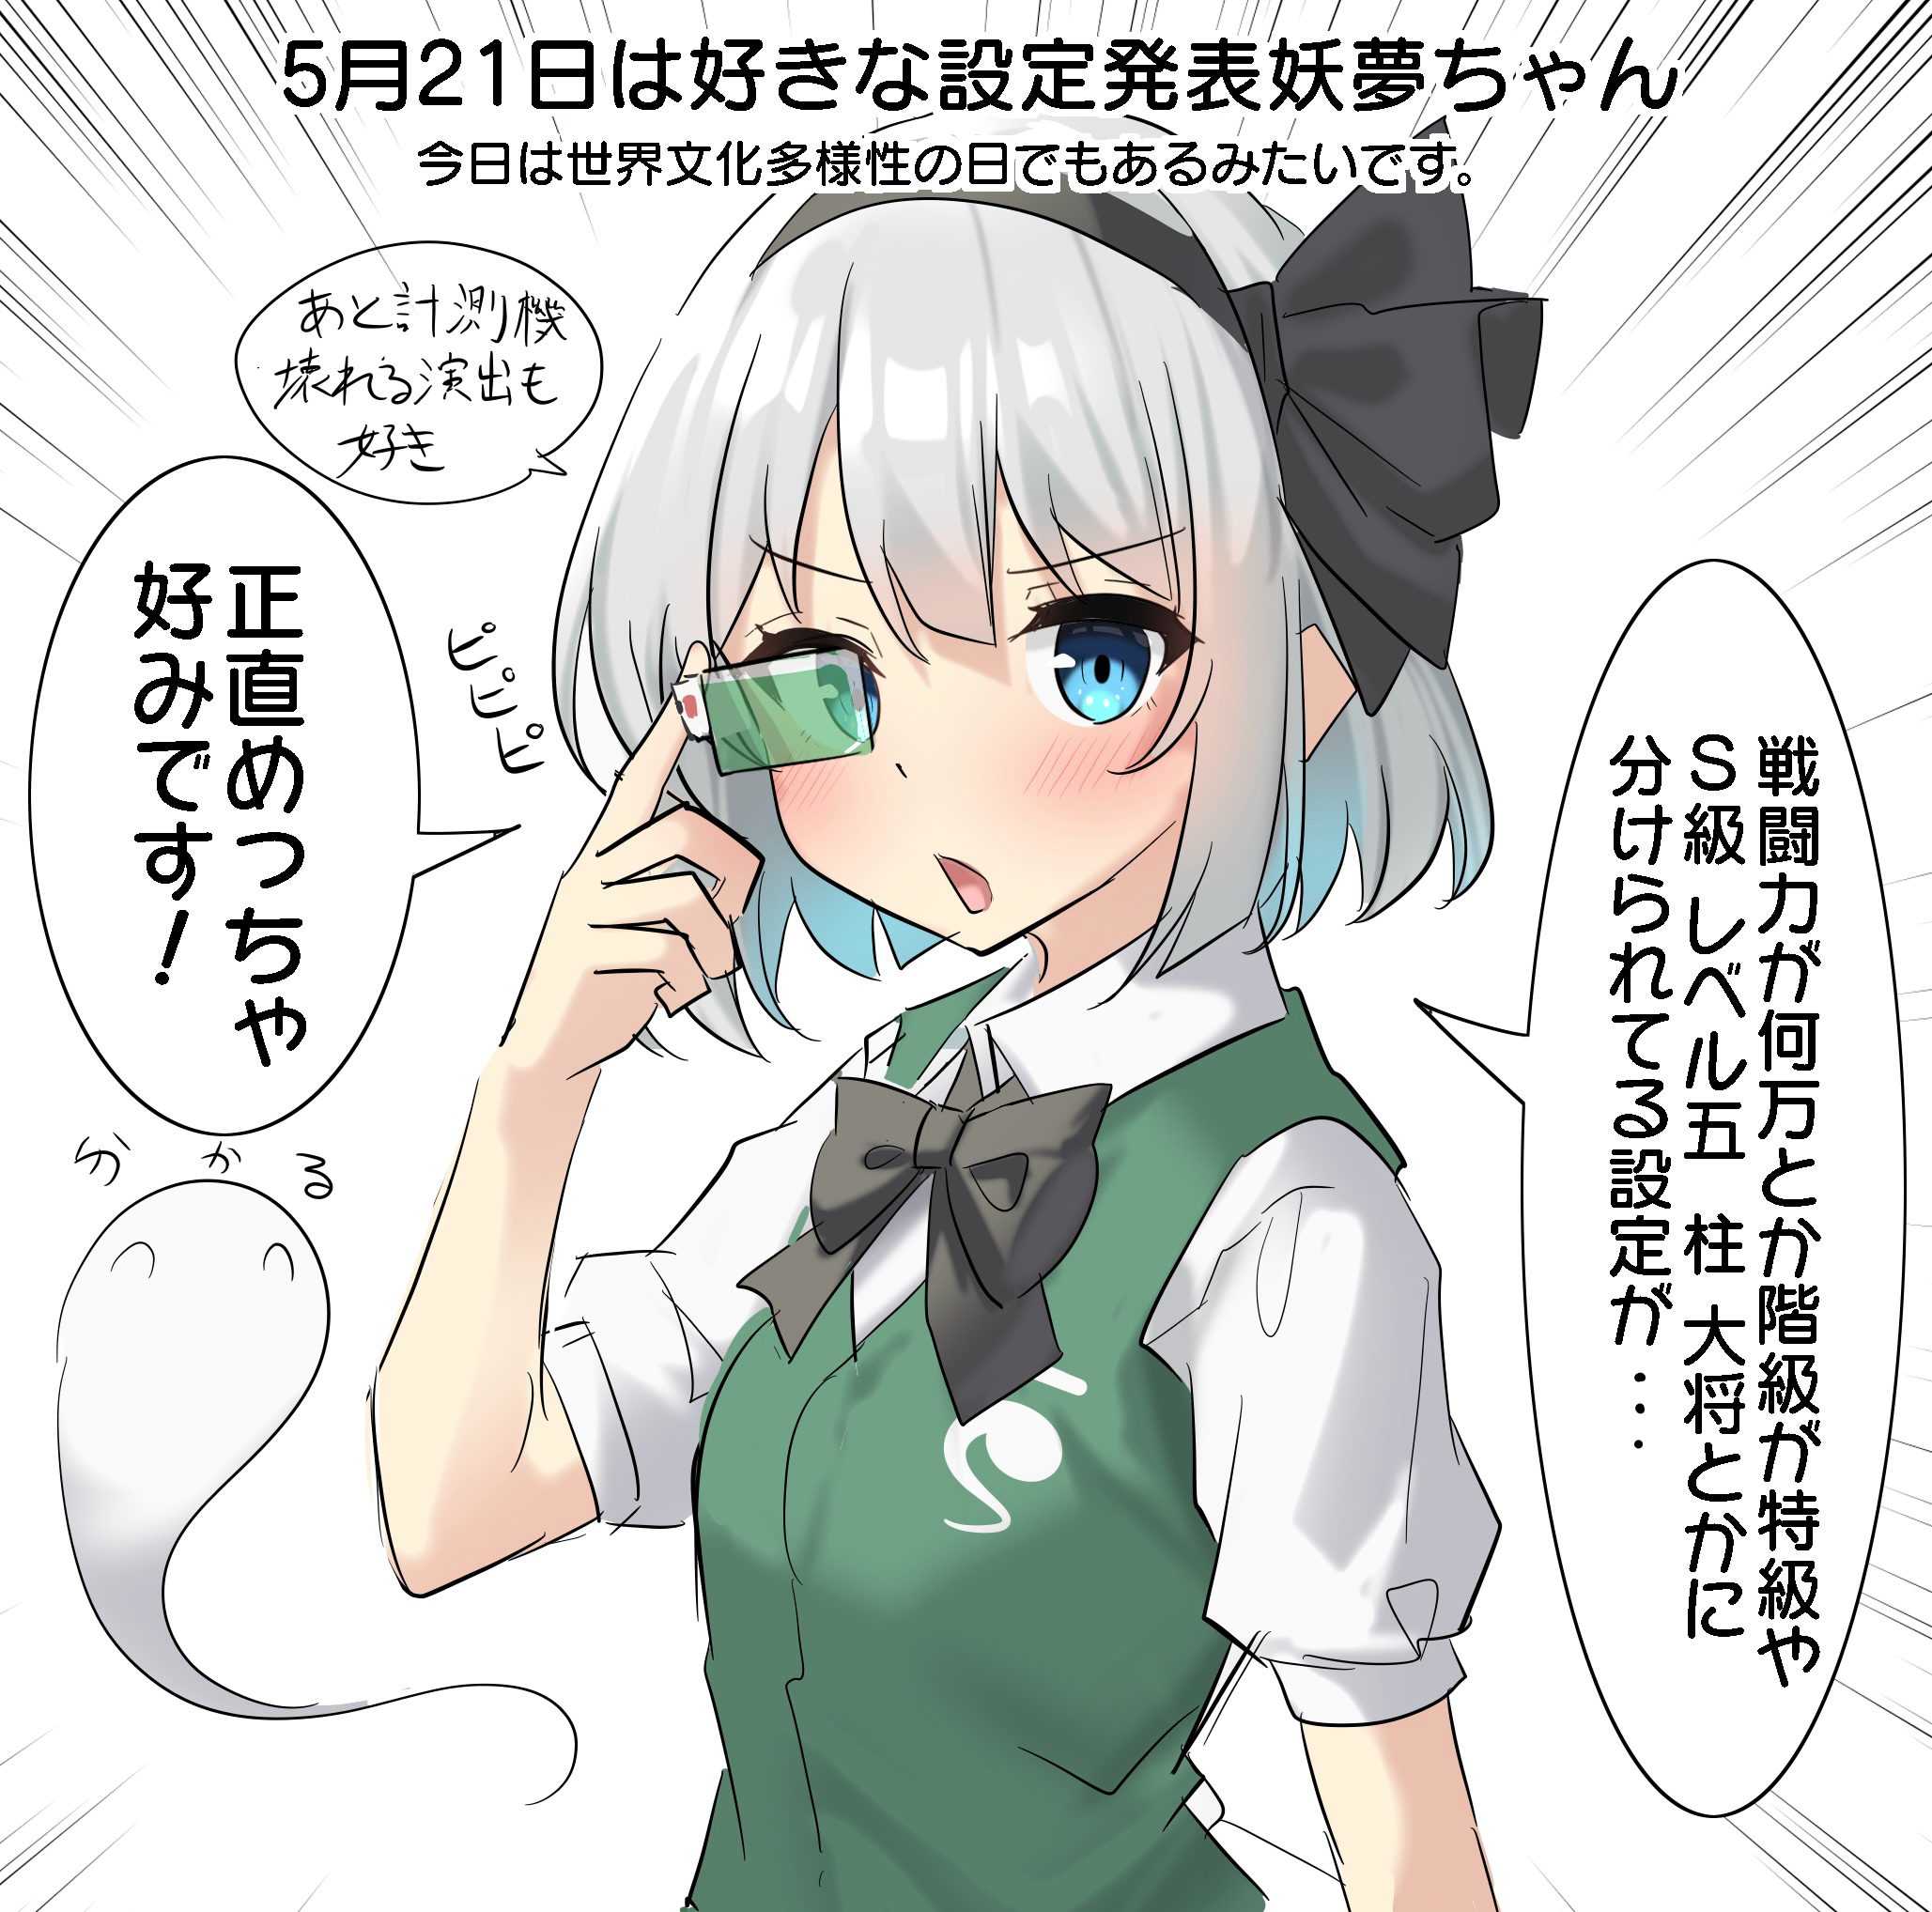 5月21日は好きな設定発表妖夢ちゃん
今日は世界文化多様性の日でもあるみたいです。
戦闘力が何万とか階級が特級や
S級 レベル五 柱 大将とかに
分けられてる設定が・・・
あと計測機
壊れる演出も
好き
正直めっちゃ
好みです！
ピピピ
分かる